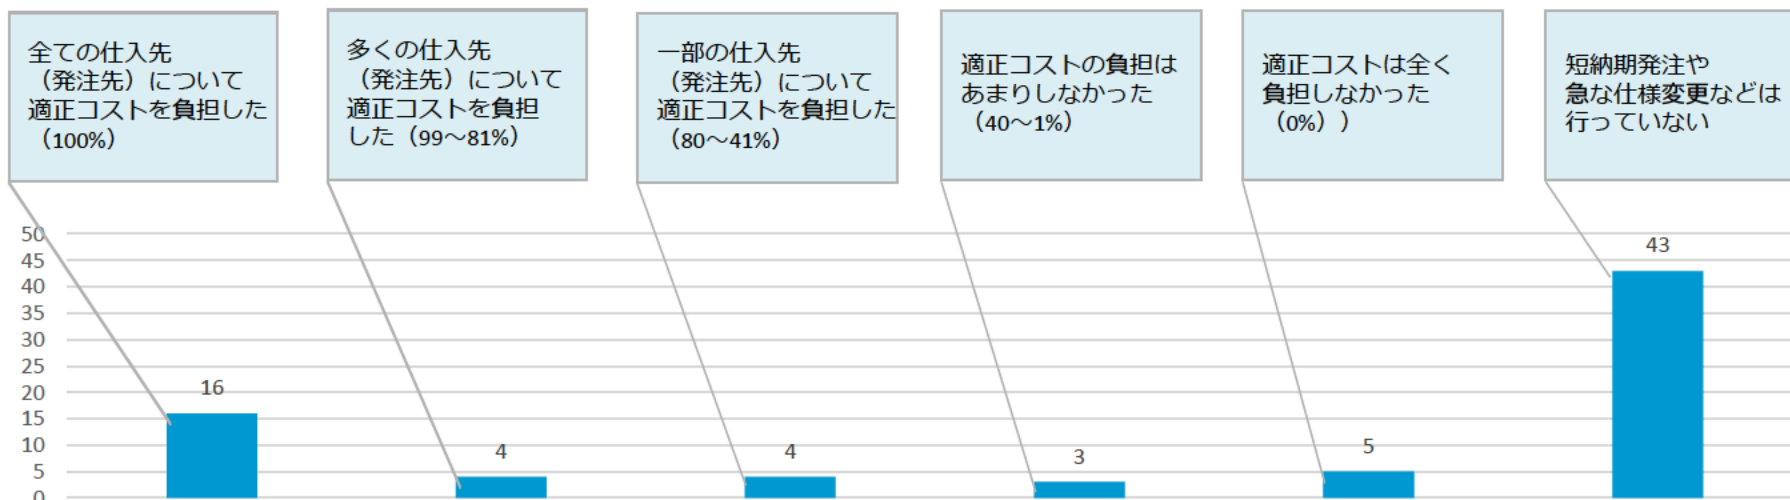 全ての仕入先
(発注先)について
適正コストを負担した
(100%)
多くの仕入先
(発注先)について
適正コストを負担
した(99〜81%)
一部の仕入先
(発注先)について
適正コストを負担した
(80〜41%)
適正コストの負担は
あまりしなかった
(40〜1%)
適正コストは全く
負担しなかった
(0%))
短納期発注や
急な仕様変更などは
行っていない
50
45
40
35
30
25
20
15
10
5
0
16
4
4
3
5
43